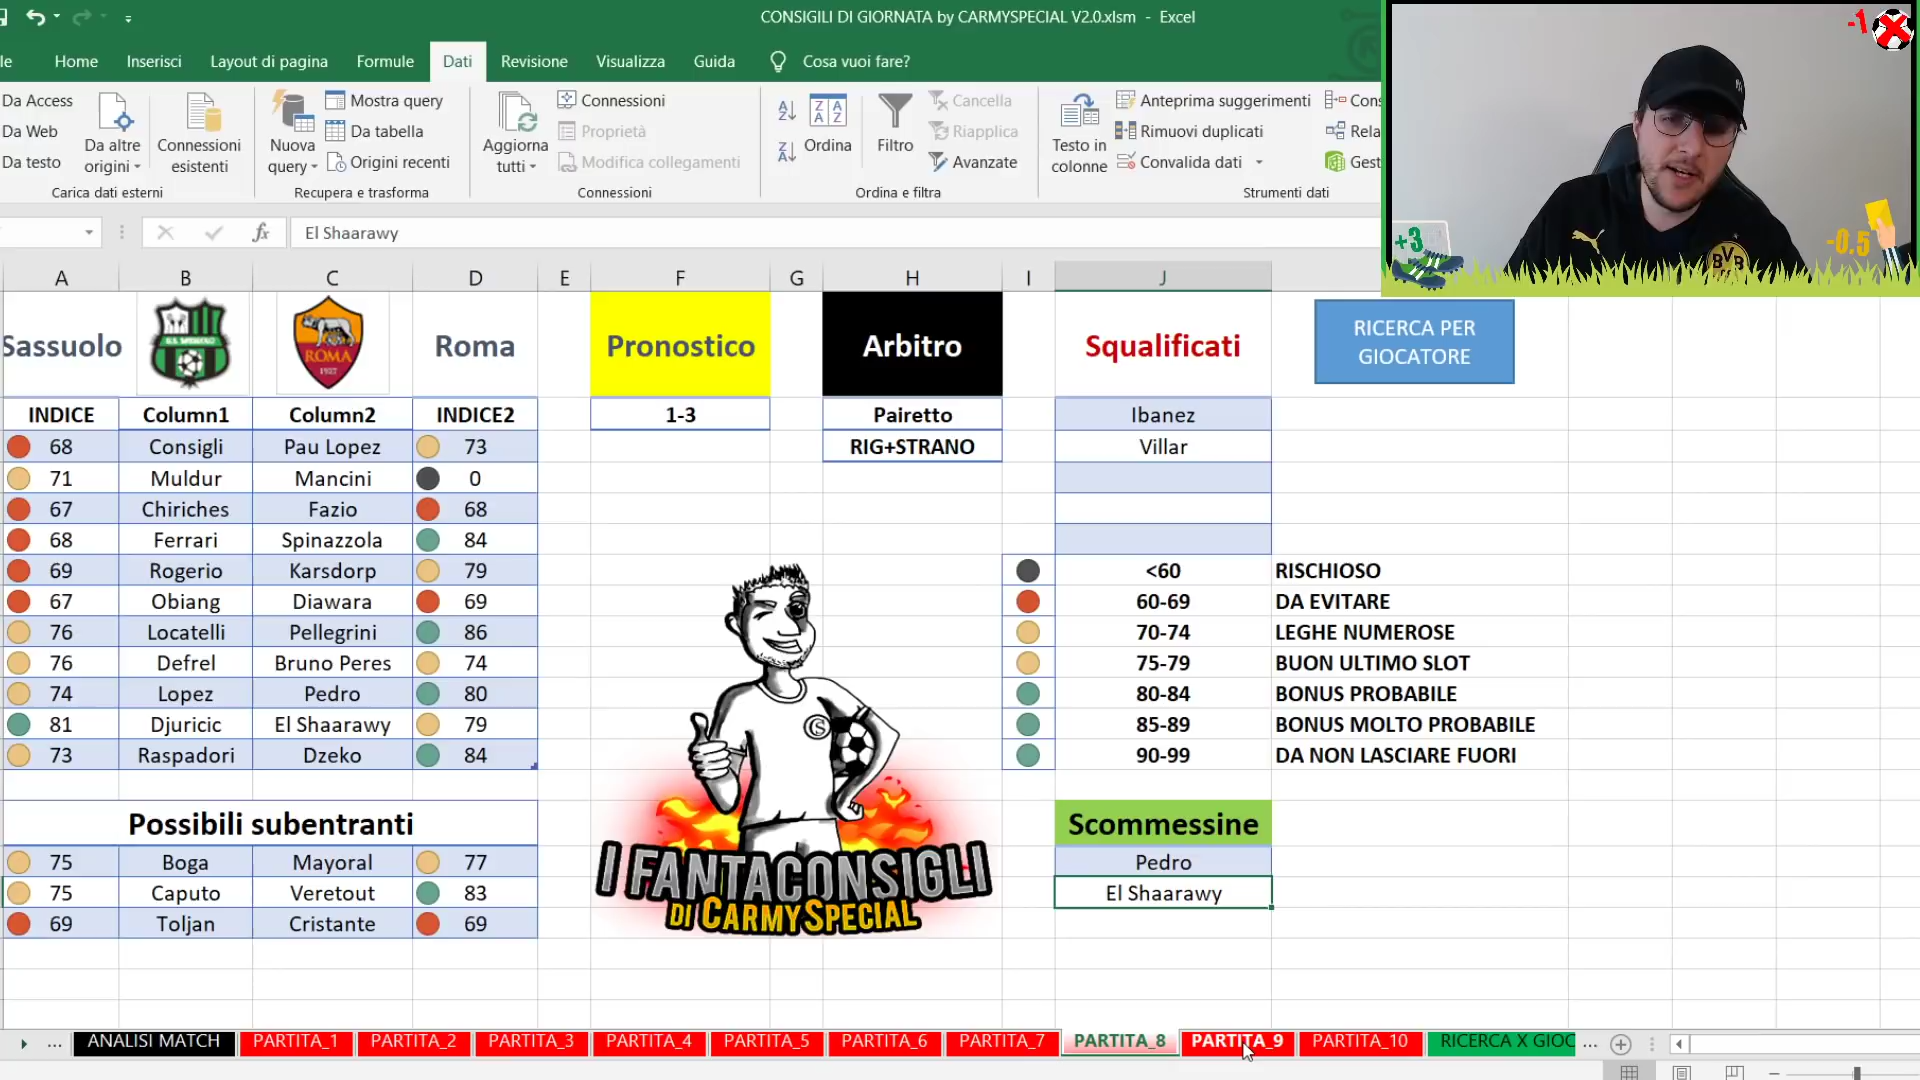 CONSIGILI DI GIORNATA by CARMYSPECIAL V2.0.xlsm - Excel
le Home Inserisci Layout di pagina Formule Dati Revisione Visualizza Guida Cosa vuoi fare?
Da Access
Da Web
Da testo
Da altre origini
Connessioni esistenti
Carica dati esterni
Nuova query
Mostra query
Da tabella
Origini recenti
Recupera e trasforma
Aggiorna tutti
Connessioni
Proprietà
Modifica collegamenti
Connessioni
Ordina
Filtro
Cancella
Riapplica
Avanzate
Ordina e filtra
Testo in colonne
Anteprima suggerimenti
Rimuovi duplicati
Convalida dati
Cons
Rela
Gest
Strumenti dati
-1
+3
-0.5
BVB
fx El Shaarawy
A B C D E F G H I J
Sassuolo Roma Pronostico Arbitro Squalificati
ROMA
1927
RICERCA PER
GIOCATORE
INDICE Column1 Column2 INDICE2 1-3 Pairetto Ibanez
68 Consigli Pau Lopez 73 RIG+STRANO Villar
71 Muldur Mancini 0
67 Chiriches Fazio 68
68 Ferrari Spinazzola 84
69 Rogerio Karsdorp 79 <60 RISCHIOSO
67 Obiang Diawara 69 60-69 DA EVITARE
76 Locatelli Pellegrini 86 70-74 LEGHE NUMEROSE
76 Defrel Bruno Peres 74 75-79 BUON ULTIMO SLOT
74 Lopez Pedro 80 80-84 BONUS PROBABILE
81 Djuricic El Shaarawy 79 85-89 BONUS MOLTO PROBABILE
73 Raspadori Dzeko 84 90-99 DA NON LASCIARE FUORI
Possibili subentranti Scommessine
75 Boga Mayoral 77 Pedro
75 Caputo Veretout 83 El Shaarawy
69 Toljan Cristante 69
CS
I FANTACONSIGLI
DI CARMYSPECIAL
... ANALISI MATCH PARTITA_1 PARTITA_2 PARTITA_3 PARTITA_4 PARTITA_5 PARTITA_6 PARTITA_7 PARTITA_8 PARTITA_9 PARTITA_10 RICERCA X GIOC ...